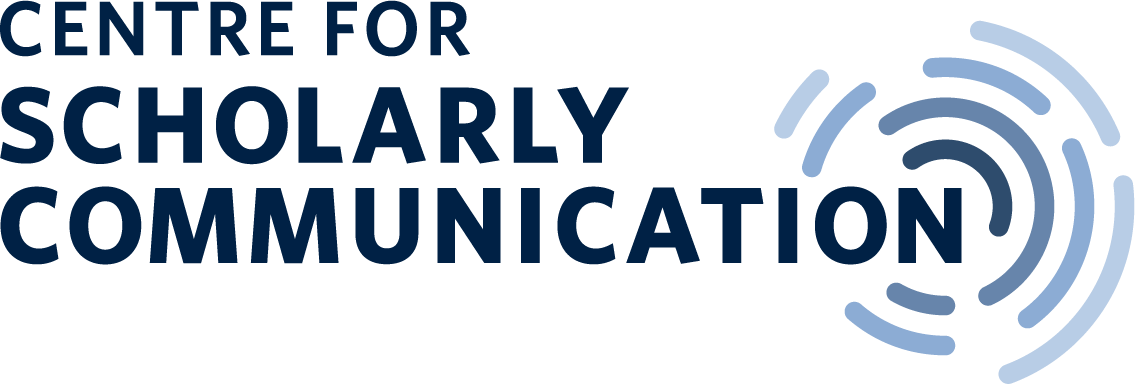 CENTRE FOR
SCHOLARLY
COMMUNICATION